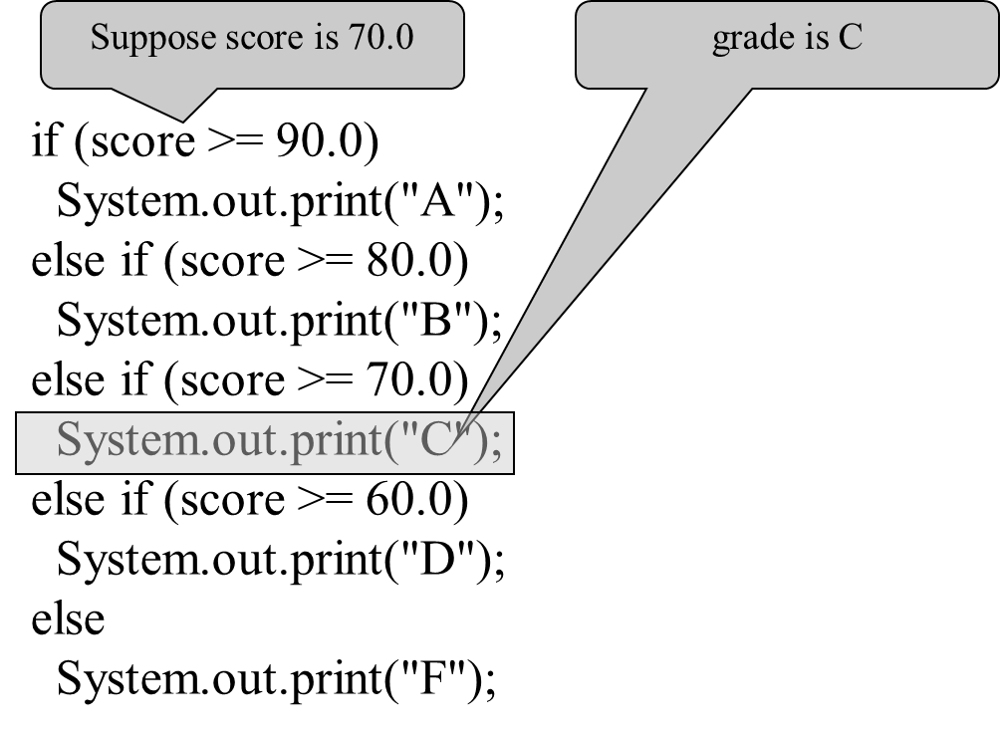 Suppose score is 70.0
grade is C
if (score >= 90.0)
System.out.print("A");
else if (score >= 80.0)
System.out.print("B");
else if (score >= 70.0)
System.out.print("C");
else if (score >= 60.0)
System.out.print("D");
else
System.out.print("F");